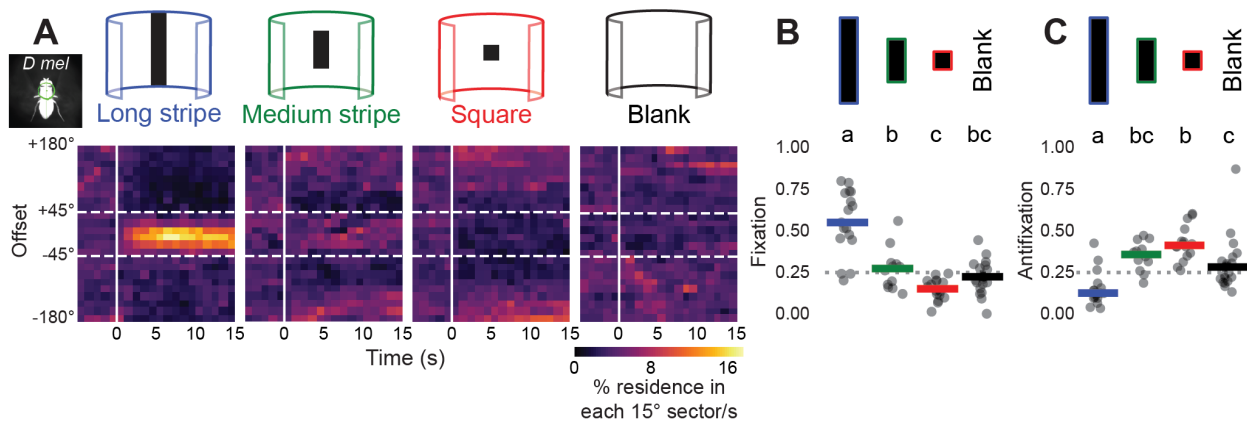 A
D mel
Long stripe
Medium stripe
Square
Blank
+180°
+45°
-45°
-180°
Offset
0 5 10 15
0 5 10 15
0 5 10 15
0 5 10 15
Time (s)
0 8 16
% residence in
each 15° sector/s
B
Blank
a b c bc
1.00
0.75
0.50
0.25
0.00
Fixation
C
Blank
a bc b c
1.00
0.75
0.50
0.25
0.00
Antifixation